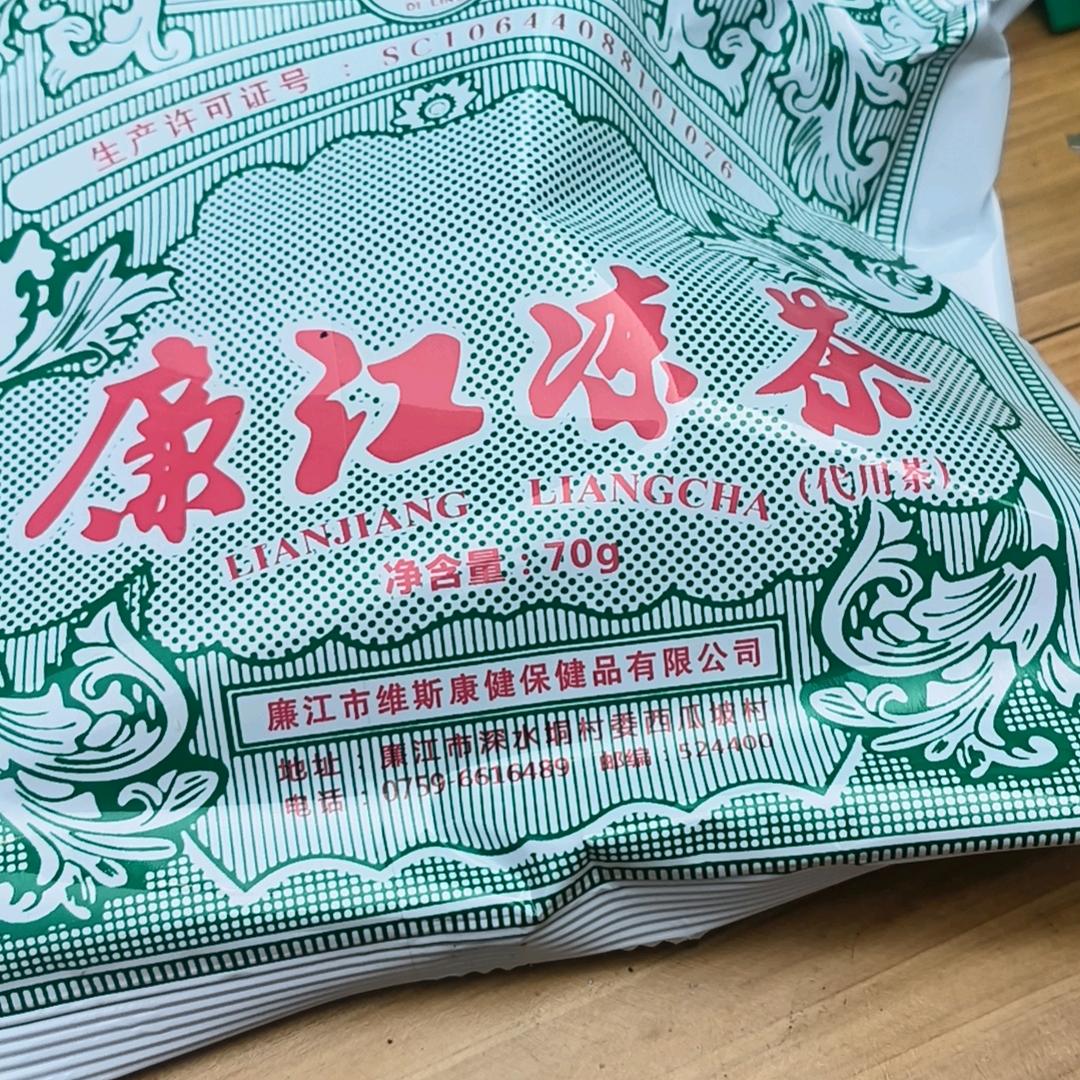 生产许可证号：SC10644088101076
廉江凉茶
LIANJIANG LIANGCHA（代用茶）
净含量：70g
廉江市维斯康健保健品有限公司
地址：廉江市深水垌村委西瓜坡村
电话：0759-6616489 邮编：524400